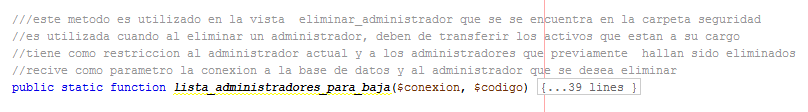 ///este metodo es utilizado en la vista  eliminar_administrador que se se encuentra en la carpeta seguridad
//es utilizada cuando al eliminar un administrador, deben de transferir los activos que estan a su cargo
//tiene como restriccion al administrador actual y a los administradores que previamente  hallan sido eliminados
//recive como parametro la conexion a la base de datos y al administrador que se desea eliminar
public static function lista_administradores_para_baja($conexion, $codigo) {...39 lines }